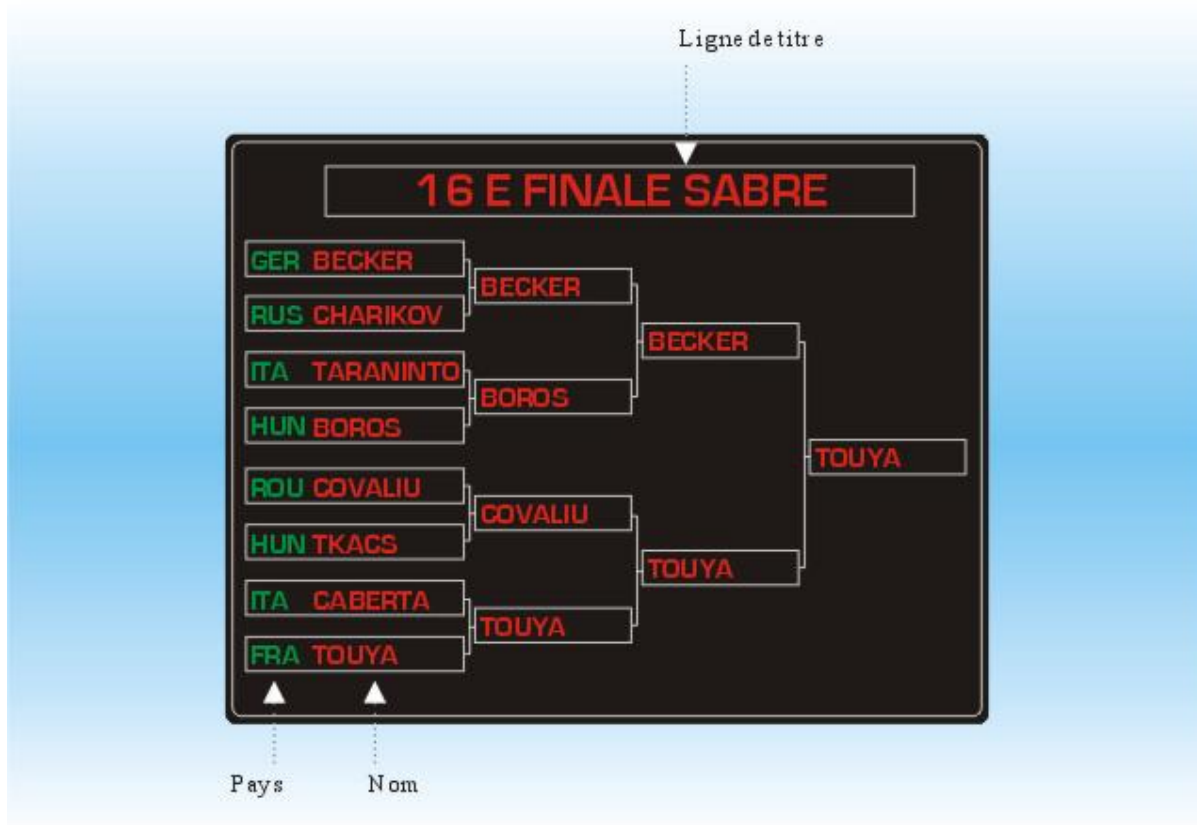 Ligne de titre
16 E FINALE SABRE
GER BECKER
RUS CHARIKOV
ITA TARANINTO
HUN BOROS
ROU COVALIU
HUN TKACS
ITA CABERTA
FRA TOUYA
BECKER
BOROS
COVALIU
TOUYA
BECKER
TOUYA
TOUYA
Pays
Nom